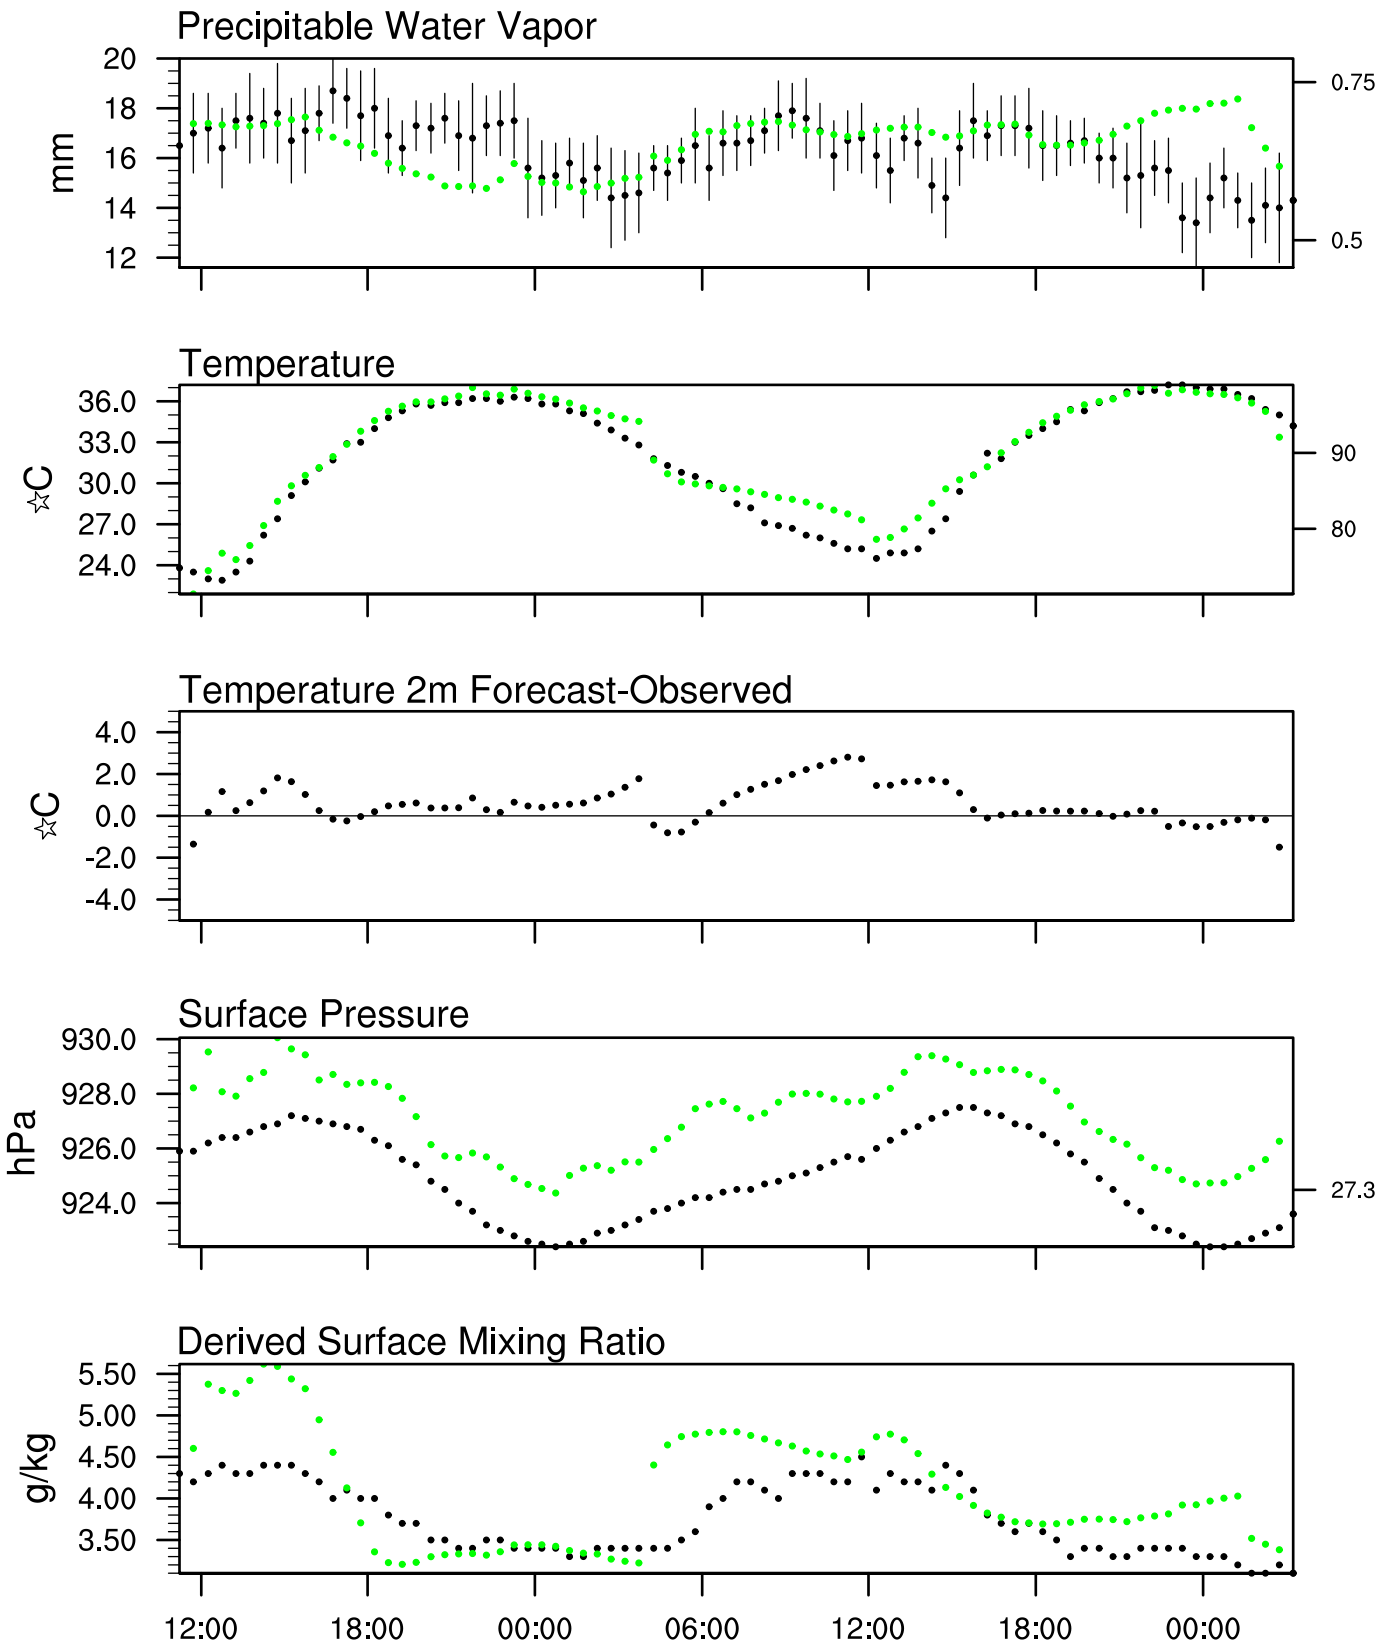 Precipitable Water Vapor
20
18
16
14
12
mm
0.75
0.5
Temperature
36.0
33.0
30.0
27.0
24.0
☆C
90
80
Temperature 2m Forecast-Observed
4.0
2.0
0.0
-2.0
-4.0
☆C
Surface Pressure
930.0
928.0
926.0
924.0
hPa
27.3
Derived Surface Mixing Ratio
5.50
5.00
4.50
4.00
3.50
g/kg
12:00 18:00 00:00 06:00 12:00 18:00 00:00